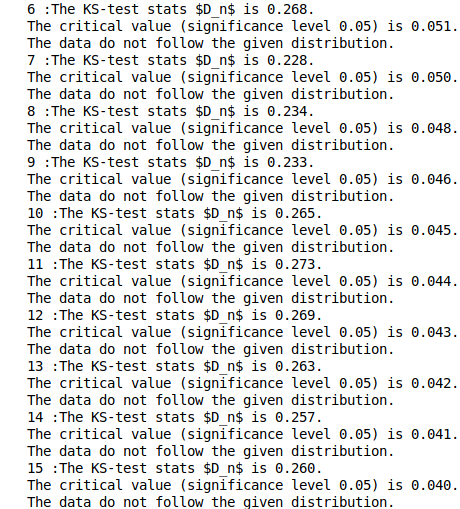 6 :The KS-test stats $D_n$ is 0.268.
The critical value (significance level 0.05) is 0.051.
The data do not follow the given distribution.
7 :The KS-test stats $D_n$ is 0.228.
The critical value (significance level 0.05) is 0.050.
The data do not follow the given distribution.
8 :The KS-test stats $D_n$ is 0.234.
The critical value (significance level 0.05) is 0.048.
The data do not follow the given distribution.
9 :The KS-test stats $D_n$ is 0.233.
The critical value (significance level 0.05) is 0.046.
The data do not follow the given distribution.
10 :The KS-test stats $D_n$ is 0.265.
The critical value (significance level 0.05) is 0.045.
The data do not follow the given distribution.
11 :The KS-test stats $D_n$ is 0.273.
The critical value (significance level 0.05) is 0.044.
The data do not follow the given distribution.
12 :The KS-test stats $D_n$ is 0.269.
The critical value (significance level 0.05) is 0.043.
The data do not follow the given distribution.
13 :The KS-test stats $D_n$ is 0.263.
The critical value (significance level 0.05) is 0.042.
The data do not follow the given distribution.
14 :The KS-test stats $D_n$ is 0.257.
The critical value (significance level 0.05) is 0.041.
The data do not follow the given distribution.
15 :The KS-test stats $D_n$ is 0.260.
The critical value (significance level 0.05) is 0.040.
The data do not follow the given distribution.